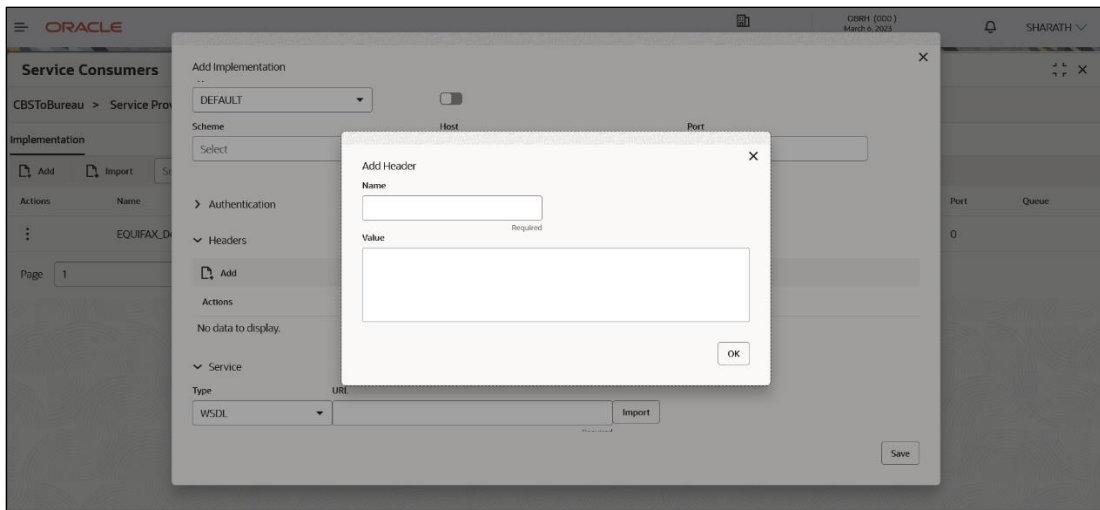 ORACLE
OBRH (000)
March 6, 2023
SHARATH
Service Consumers
CBSToBureau > Service Prov
Implementation
Add
Import
Actions
Name
Port
Queue
EQUIFAX_D
0
Page
1
Add Implementation
DEFAULT
Scheme
Host
Port
Select
Authentication
Headers
Add
Actions
No data to display.
Service
Type
URL
WSDL
Import
Save
Add Header
Name
Required
Value
OK